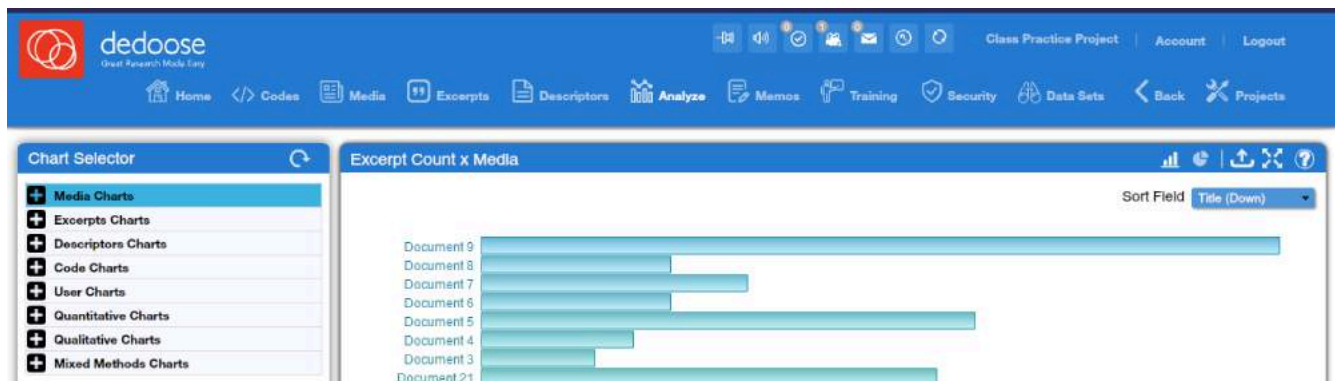 dedoose
Great Research Made Easy
0 1 0
Class Practice Project | Account | Logout
Home </> Codes Media Excerpts Descriptors Analyze Memos Training Security Data Sets Back Projects
Chart Selector
Media Charts
Excerpts Charts
Descriptors Charts
Code Charts
User Charts
Quantitative Charts
Qualitative Charts
Mixed Methods Charts
Excerpt Count x Media
Sort Field Title (Down)
Document 9
Document 8
Document 7
Document 6
Document 5
Document 4
Document 3
Document 21